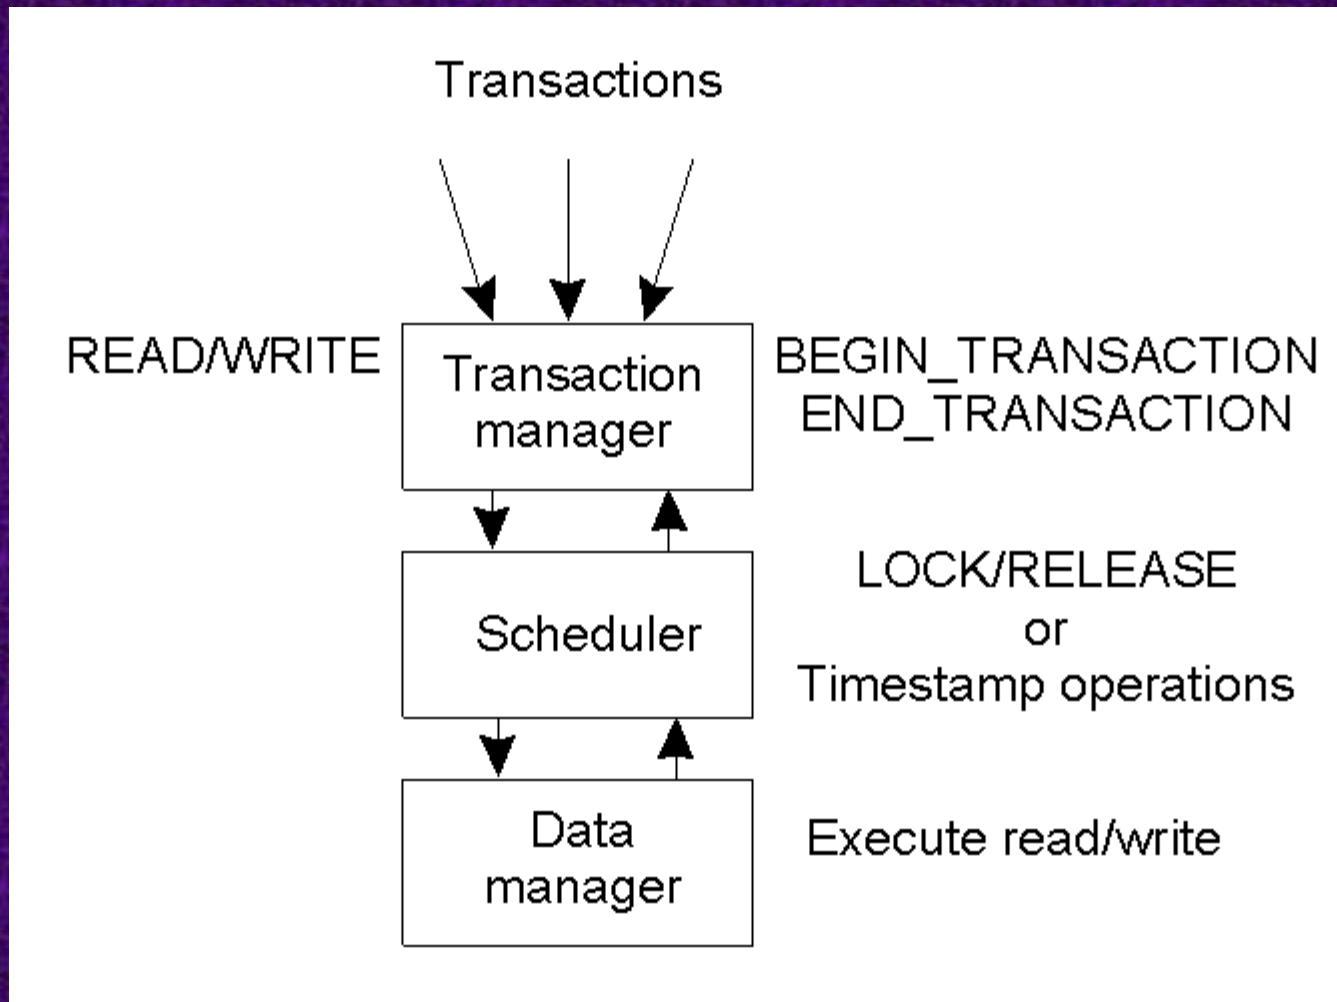 Transactions
READ/WRITE
Transaction
manager
BEGIN_TRANSACTION
END_TRANSACTION
Scheduler
LOCK/RELEASE
or
Timestamp operations
Data
manager
Execute read/write